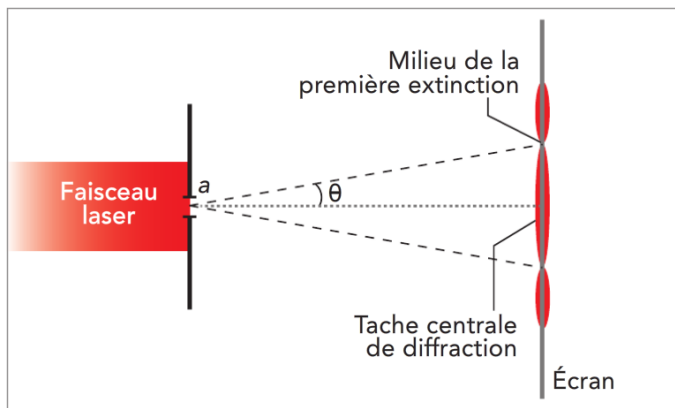 Milieu de la
première extinction
Faisceau
laser
a
θ
Tache centrale
de diffraction
Écran